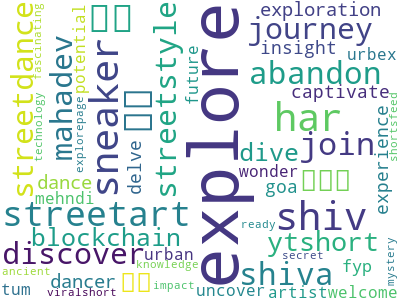 streetdance
fascinating
technology
mahadev
explorepage
potential
sneaker
delve
streetstyle
future
explore
exploration
journey
insight
urbex
abandon
captivate
har
join
dive
wonder
goa
experience
shortsfeed
dance
mehndi
streetart
blockchain
discover
urban
ancient
dancer
knowledge
tum
viralshort
impact
shiv
ytshort
shiva
fyp
ready
secret
mystery
uncover
artist
welcome